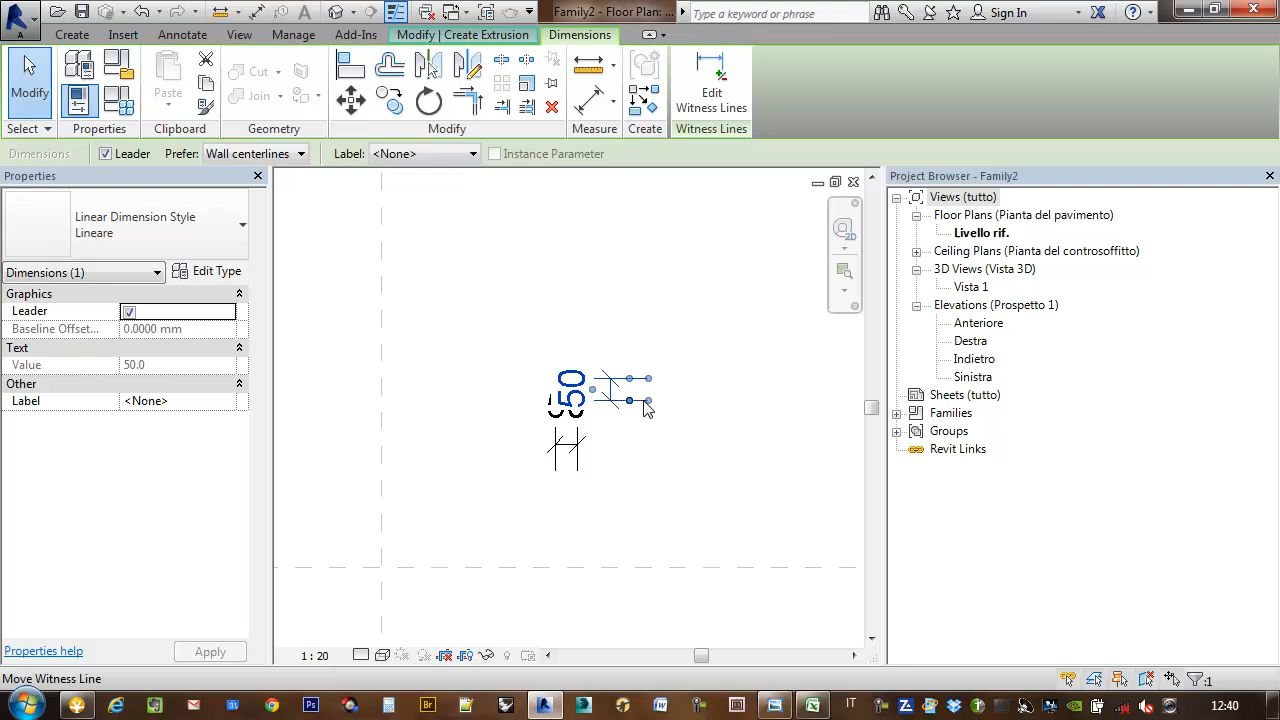 Family2 - Floor Plan: ...
Type a keyword or phrase
Sign In
Create
Insert
Annotate
View
Manage
Add-Ins
Modify | Create Extrusion
Dimensions
Modify
Paste
Cut
Join
Edit
Witness Lines
Select
Properties
Clipboard
Geometry
Modify
Measure
Create
Witness Lines
Dimensions
Leader
Prefer:
Wall centerlines
Label:
<None>
Instance Parameter
Properties
Project Browser - Family2
Linear Dimension Style
Lineare
Dimensions (1)
Edit Type
Graphics
Leader
Baseline Offset...
0.0000 mm
Text
Value
50.0
Other
Label
<None>
Properties help
Apply
2D
50
Views (tutto)
Floor Plans (Pianta del pavimento)
Livello rif.
Ceiling Plans (Pianta del controsoffitto)
3D Views (Vista 3D)
Vista 1
Elevations (Prospetto 1)
Anteriore
Destra
Indietro
Sinistra
Sheets (tutto)
Families
Groups
Revit Links
1 : 20
Move Witness Line
:1
Ps
Br
IT
12:40